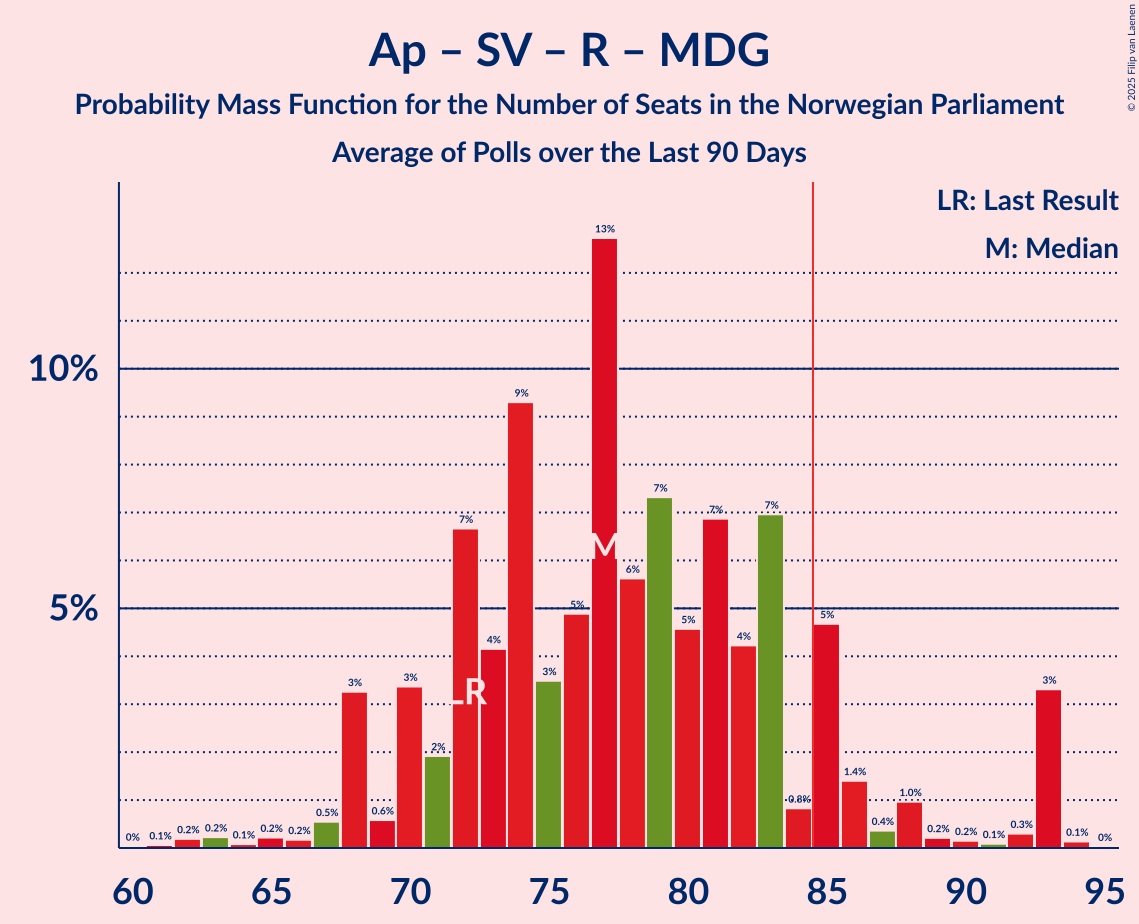 Ap – SV – R – MDG
Probability Mass Function for the Number of Seats in the Norwegian Parliament
Average of Polls over the Last 90 Days
© 2025 Filip van Laenen
LR: Last Result
M: Median
10%
5%
0% 0.1% 0.2% 0.2% 0.1% 0.2% 0.2% 0.5% 3% 0.6% 3% 2% 7% 4% 9% 3% 5% 13% 6% 7% 5% 7% 4% 7% 0.8% 5% 1.4% 0.4% 1.0% 0.2% 0.2% 0.1% 0.3% 3% 0.1% 0%
LR
M
60 65 70 75 80 85 90 95